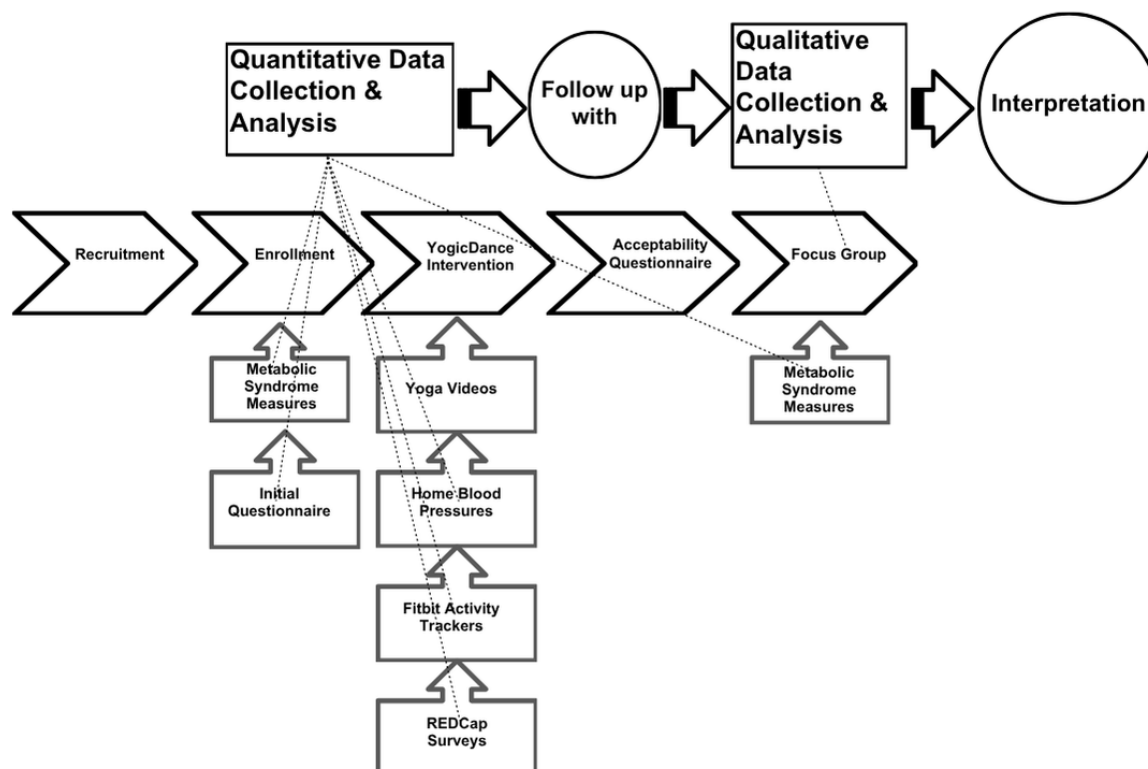 Quantitative Data
Collection &
Analysis
Follow up
with
Qualitative
Data
Collection &
Analysis
Interpretation
Recruitment
Enrollment
YogicDance
Intervention
Acceptability
Questionnaire
Focus Group
Metabolic
Syndrome
Measures
Yoga Videos
Metabolic
Syndrome
Measures
Initial
Questionnaire
Home Blood
Pressures
Fitbit Activity
Trackers
REDCap
Surveys